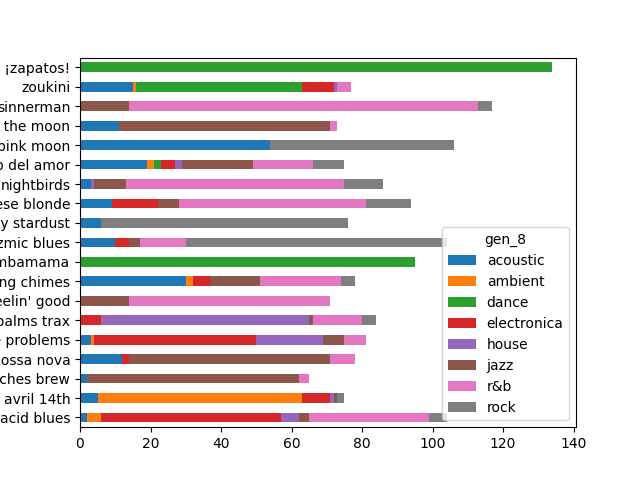 ¡zapatos!
zoukini
sinnerman
the moon
pink moon
o del amor
nightbirds
ese blonde
y stardust
zmic blues
mbamama
ng chimes
eelin' good
palms trax
e problems
ossa nova
ches brew
avril 14th
acid blues
0 20 40 60 80 100 120 140
gen_8
acoustic
ambient
dance
electronica
house
jazz
r&b
rock